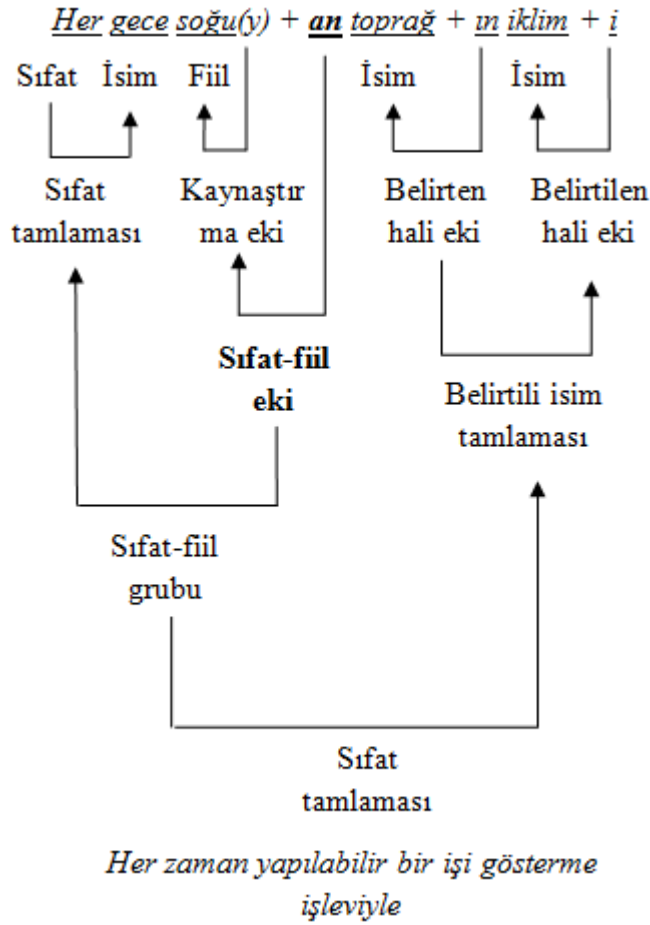 Her gece soğu(y) + an toprağ + ın iklim + i
Sıfat İsim Fiil İsim İsim
Sıfat Kaynaştır Belirten Belirtilen
tamlaması ma eki hali eki hali eki
Sıfat-fiil
eki
Belirtili isim
tamlaması
Sıfat-fiil
grubu
Sıfat
tamlaması
Her zaman yapılabilir bir işi gösterme
işleviyle